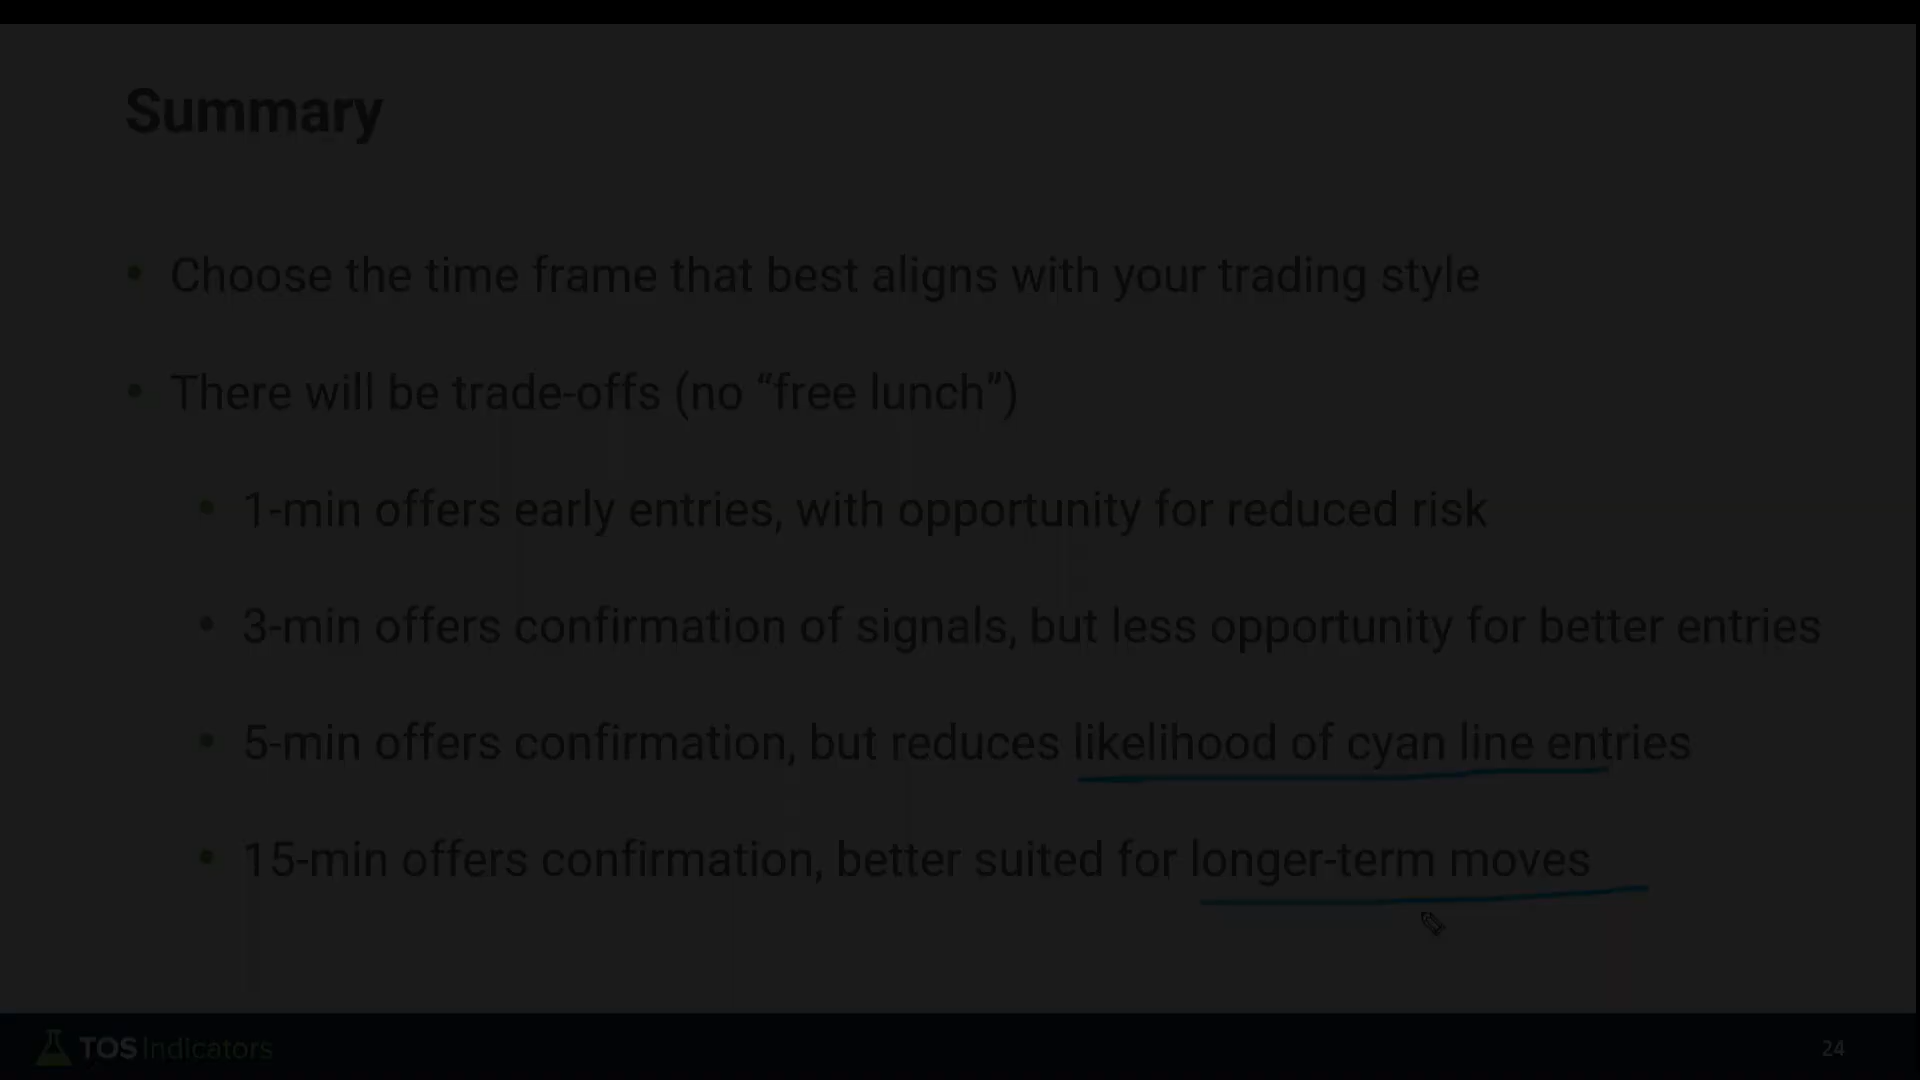 Summary
• Choose the time frame that best aligns with your trading style
• There will be trade-offs (no “free lunch”)
• 1-min offers early entries, with opportunity for reduced risk
• 3-min offers confirmation of signals, but less opportunity for better entries
• 5-min offers confirmation, but reduces likelihood of cyan line entries
• 15-min offers confirmation, better suited for longer-term moves
TOS Indicators
24